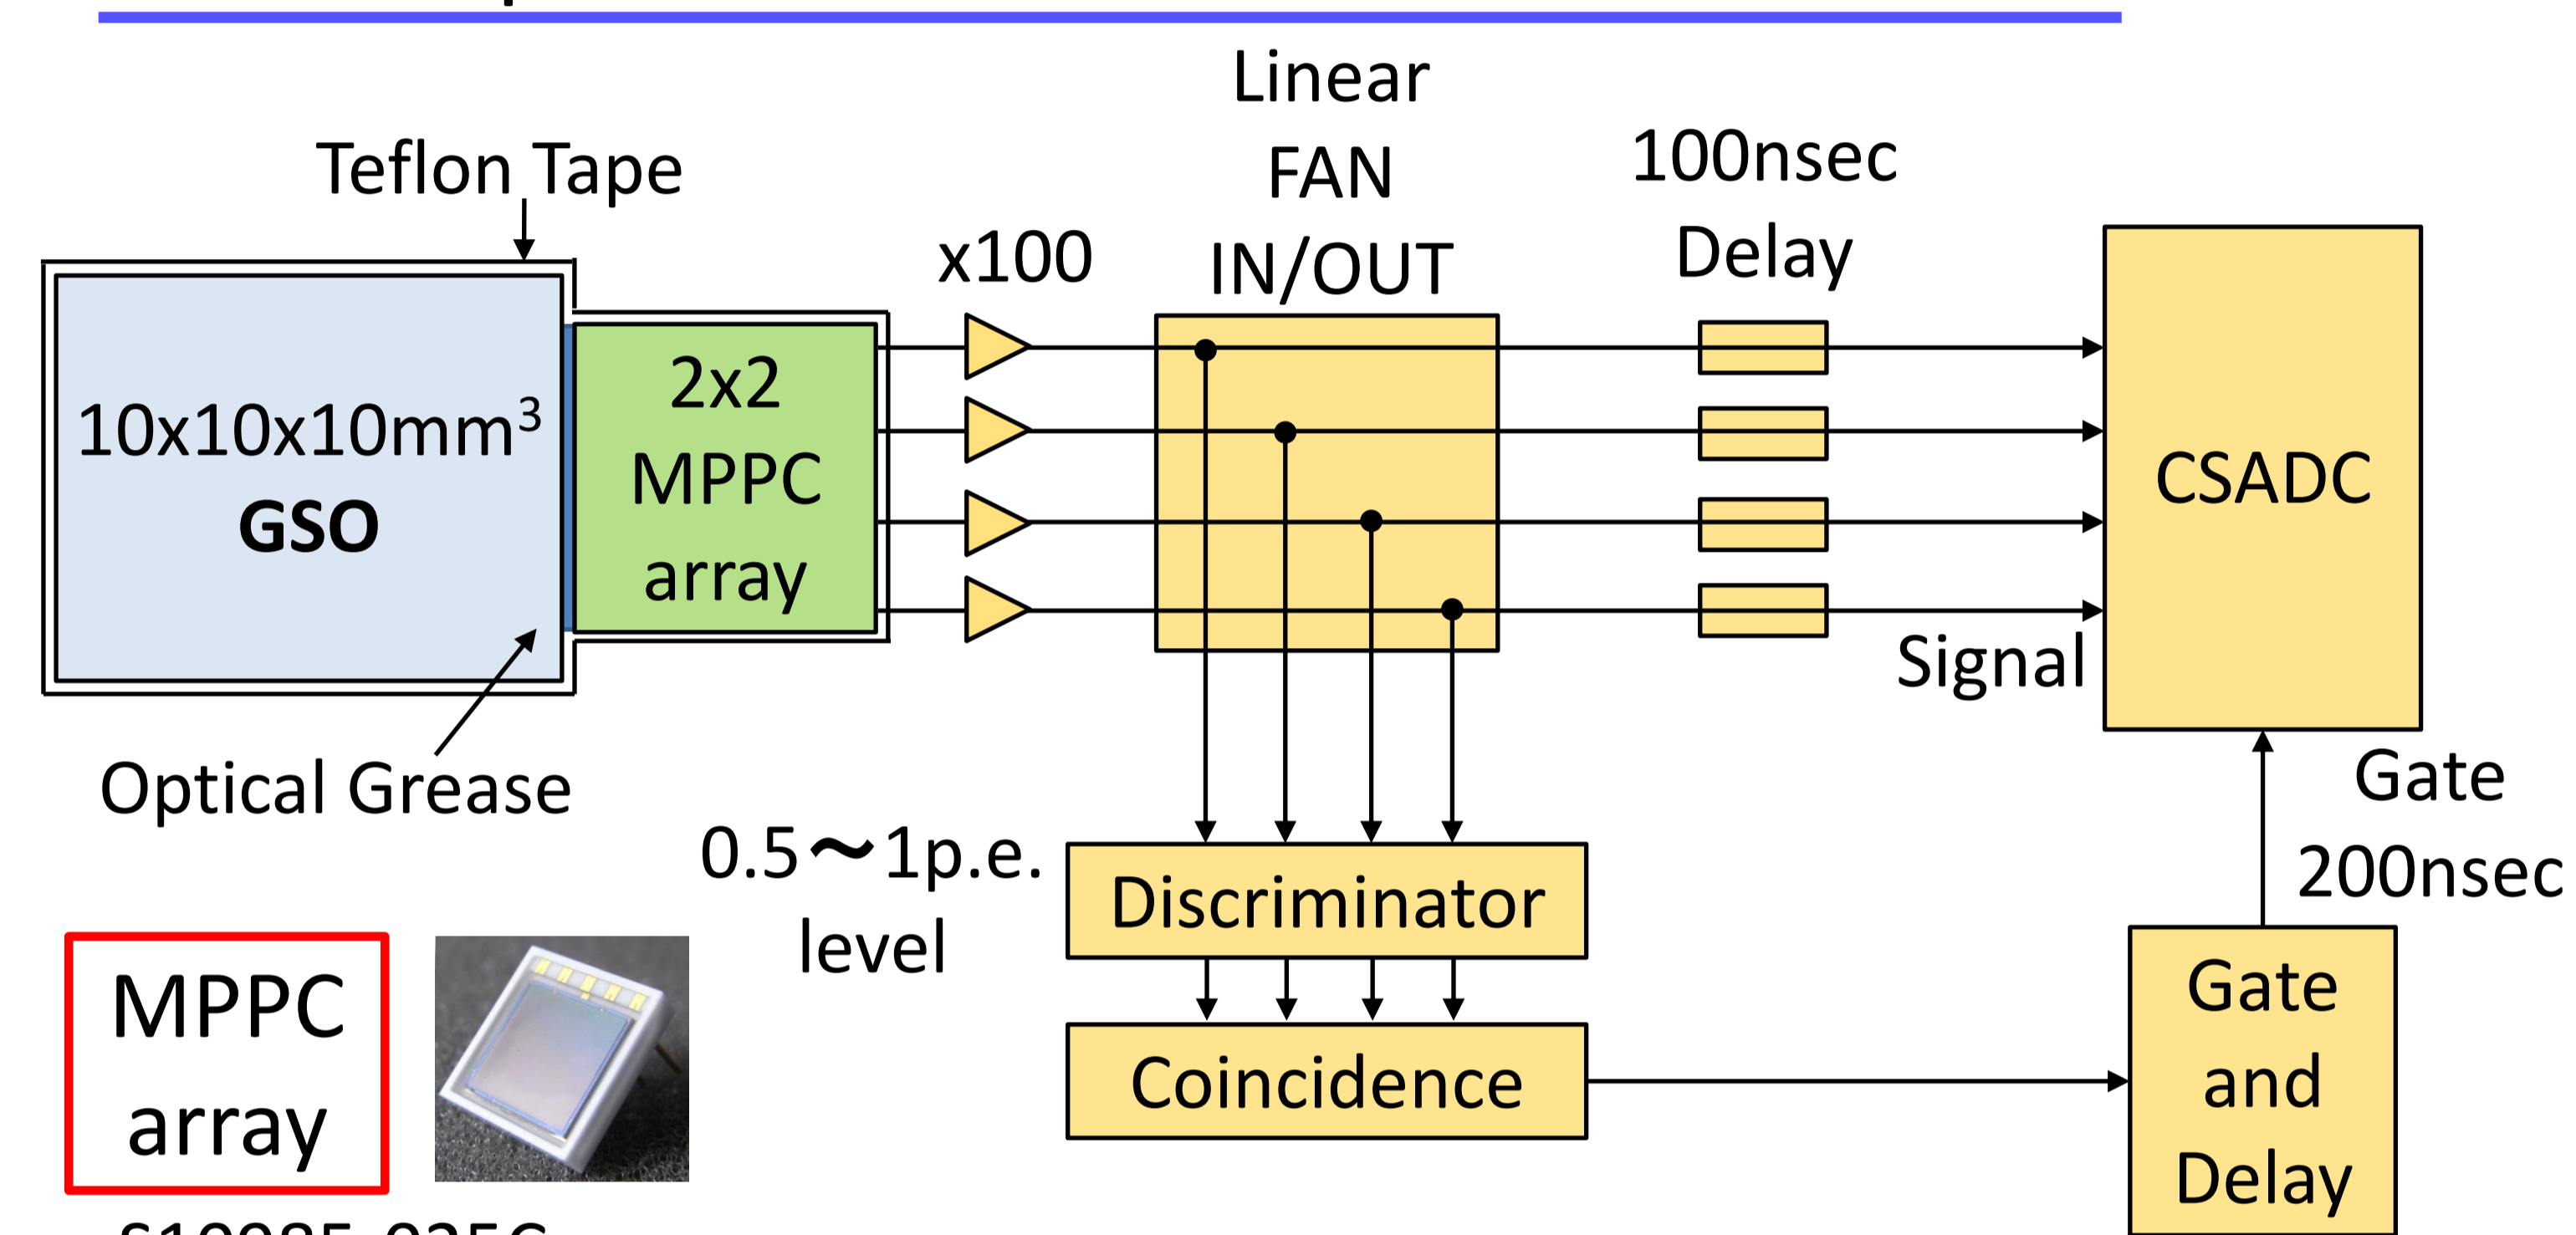 Linear
FAN
IN/OUT
100nsec
Delay
Teflon Tape
x100
10x10x10mm³
GSO
2x2
MPPC
array
CSADC
Signal
Optical Grease
Gate
200nsec
0.5～1p.e.
level
Discriminator
Coincidence
Gate
and
Delay
MPPC
array